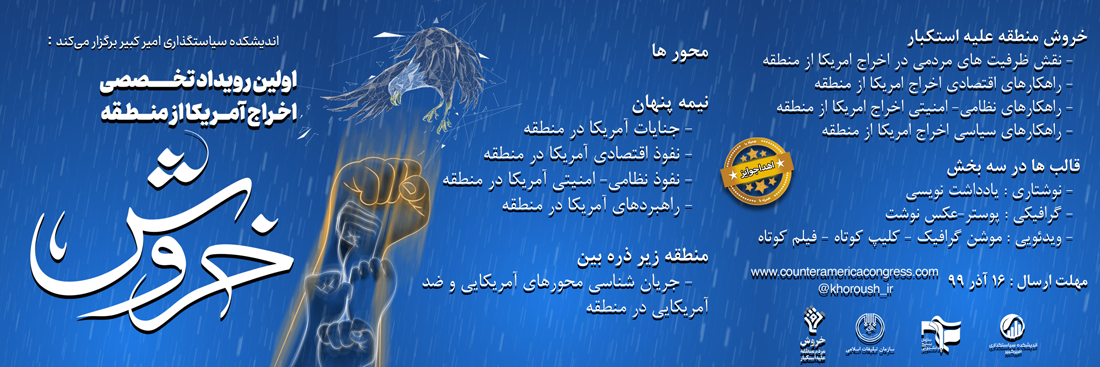 اندیشکده سیاستگذاری امیر کبیر برگزار می‌کند :
اولین رویداد تخصصی
اخراج آمریکا از منطقه
خروش
محور ها
نیمه پنهان
- جنایات آمریکا در منطقه
- نفوذ اقتصادی آمریکا در منطقه
- نفوذ نظامی- امنیتی آمریکا در منطقه
- راهبردهای آمریکا در منطقه
منطقه زیر ذره بین
- جریان شناسی محورهای آمریکایی و ضد
آمریکایی در منطقه
خروش منطقه علیه استکبار
- نقش ظرفیت های مردمی در اخراج امریکا از منطقه
- راهکارهای اقتصادی اخراج امریکا از منطقه
- راهکارهای نظامی- امنیتی اخراج امریکا از منطقه
- راهکارهای سیاسی اخراج امریکا از منطقه
اهدا جوایز
قالب ها در سه بخش
- نوشتاری : یادداشت نویسی
- گرافیکی : پوستر-عکس نوشت
- ویدئویی : موشن گرافیک - کلیپ کوتاه - فیلم کوتاه
مهلت ارسال : ۱۶ آذر ۹۹
www.counteramericacongress.com
@khoroush_ir
اندیشکده سیاستگذاری
امیرکبیر
سازمان تبلیغات اسلامی
خروش
مردم منطقه
علیه استکبار